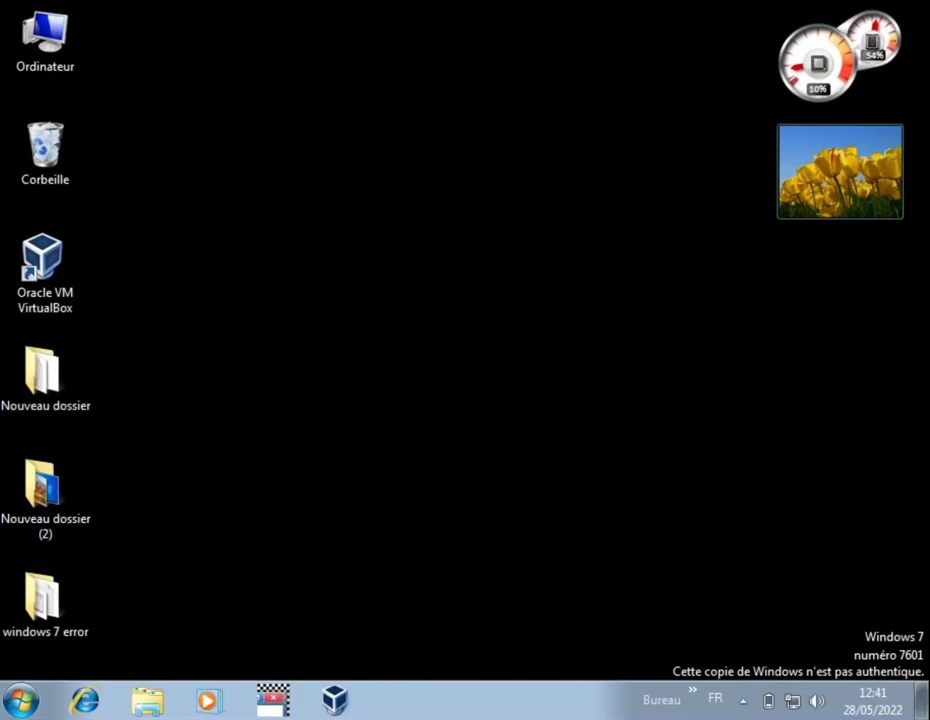 Ordinateur
Corbeille
Oracle VM
VirtualBox
Nouveau dossier
Nouveau dossier
(2)
windows 7 error
10%
54%
Windows 7
numéro 7601
Cette copie de Windows n'est pas authentique.
Bureau
»
FR
12:41
28/05/2022